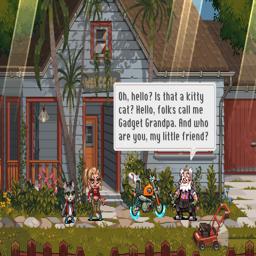 WELCOME
Oh, hello? Is that a kitty
cat? Hello, folks call me
Gadget Grandpa. And who
are you, my little friend?